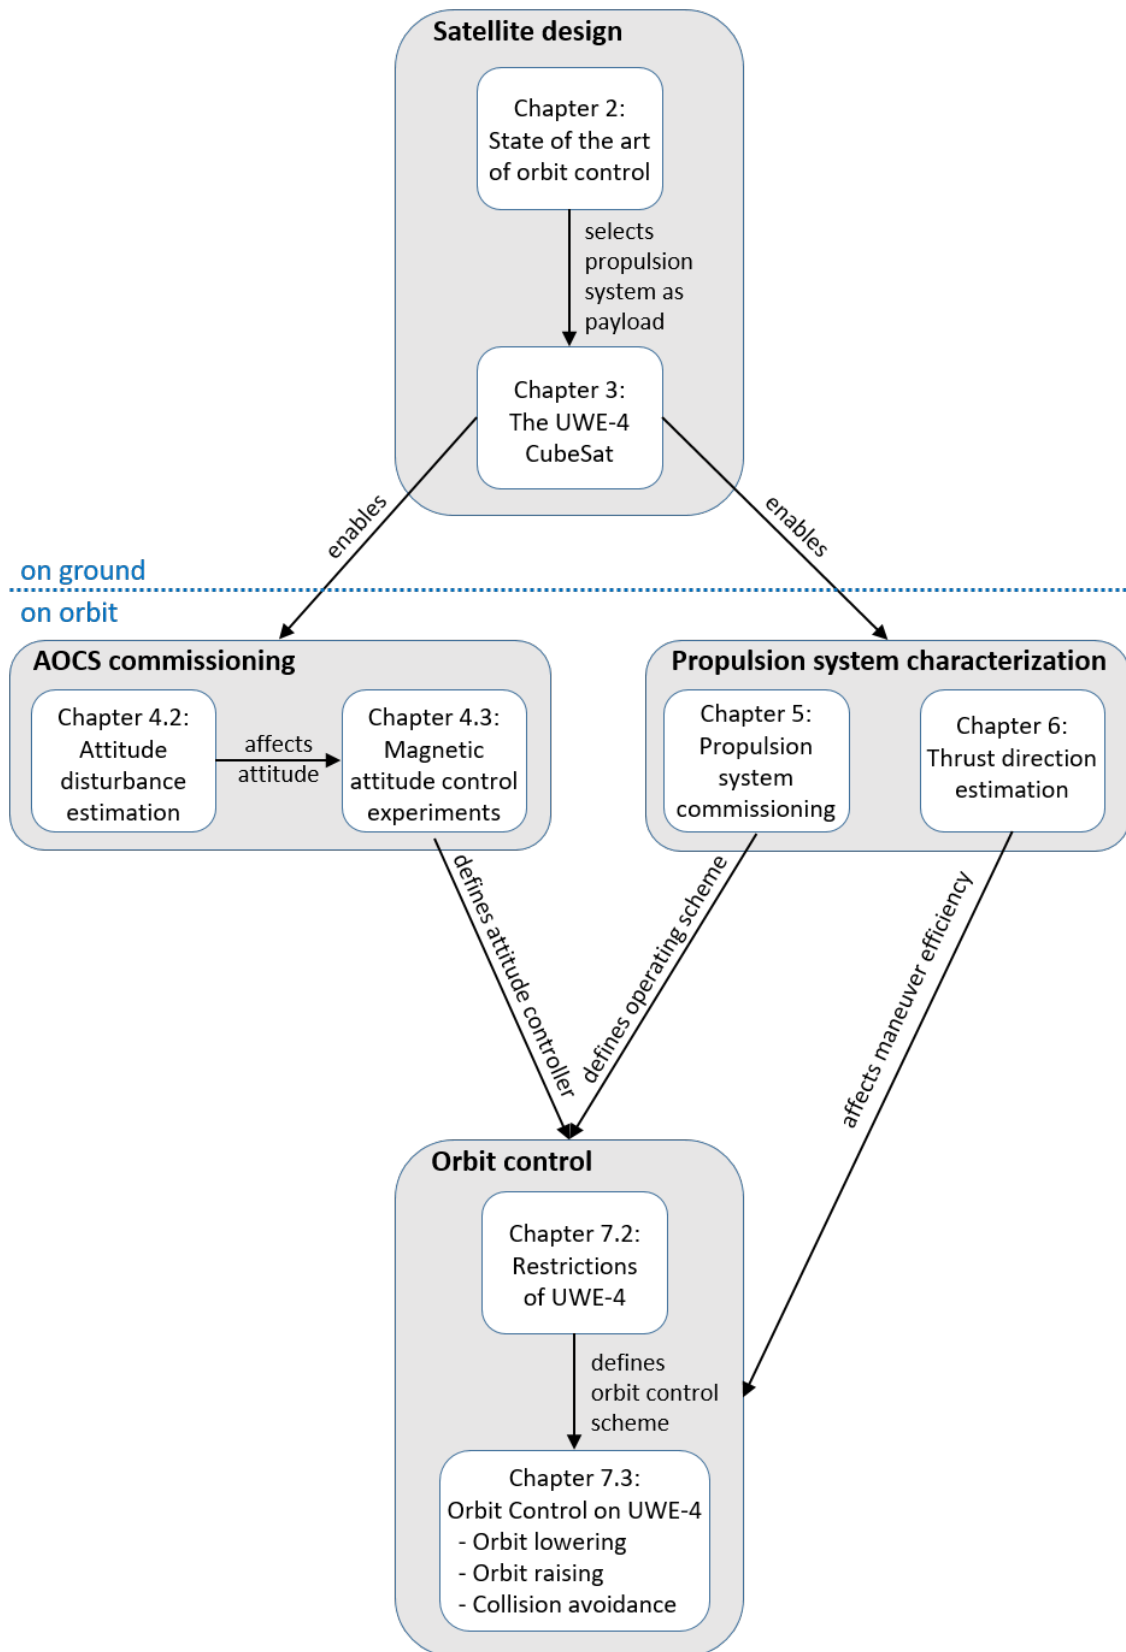 Satellite design
Chapter 2:
State of the art
of orbit control
selects
propulsion
system as
payload
Chapter 3:
The UWE-4
CubeSat
enables
enables
on ground
on orbit
AOCS commissioning
Chapter 4.2:
Attitude
disturbance
estimation
affects
attitude
Chapter 4.3:
Magnetic
attitude control
experiments
Propulsion system characterization
Chapter 5:
Propulsion
system
commissioning
Chapter 6:
Thrust direction
estimation
defines attitude controller
defines operating scheme
affects maneuver efficiency
Orbit control
Chapter 7.2:
Restrictions
of UWE-4
defines
orbit control
scheme
Chapter 7.3:
Orbit Control on UWE-4
- Orbit lowering
- Orbit raising
- Collision avoidance